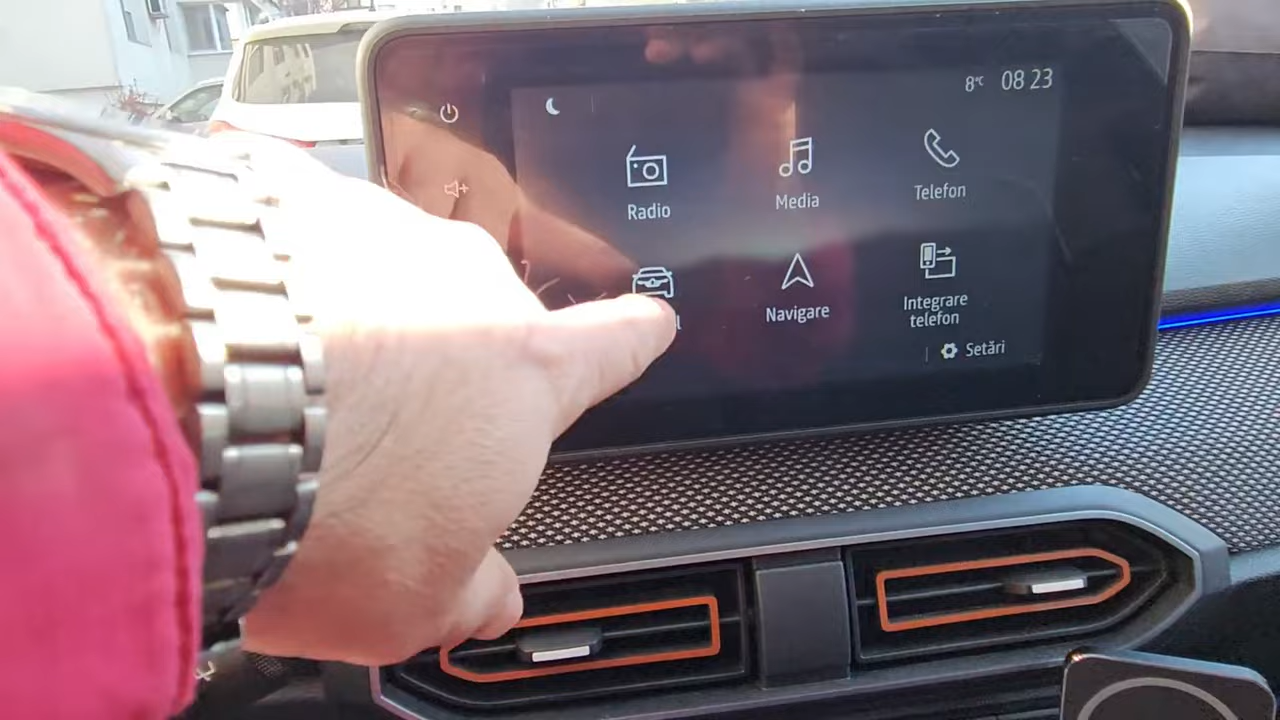 8°C 08 23
Radio
Media
Telefon
Navigare
Integrare
telefon
Setări